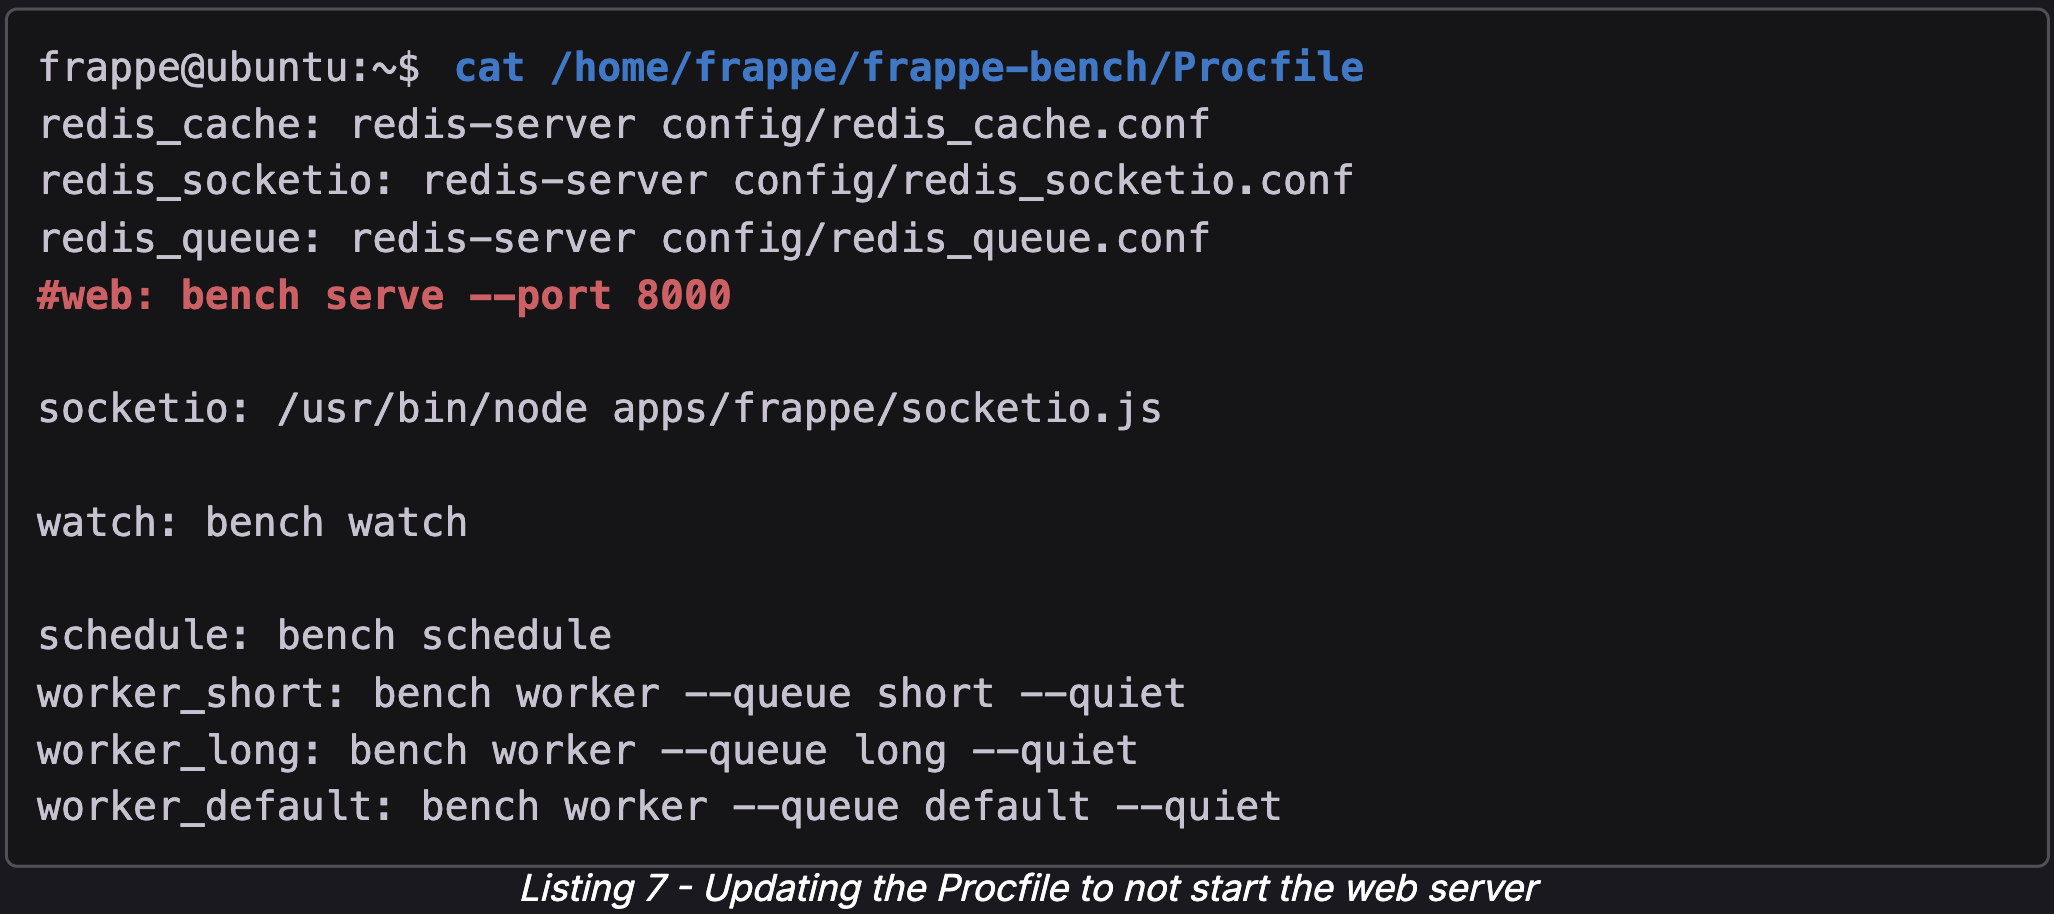 frappe@ubuntu:~$ cat /home/frappe/frappe-bench/Procfile
redis_cache: redis-server config/redis_cache.conf
redis_socketio: redis-server config/redis_socketio.conf
redis_queue: redis-server config/redis_queue.conf
#web: bench serve --port 8000
socketio: /usr/bin/node apps/frappe/socketio.js
watch: bench watch
schedule: bench schedule
worker_short: bench worker --queue short --quiet
worker_long: bench worker --queue long --quiet
worker_default: bench worker --queue default --quiet
Listing 7 - Updating the Procfile to not start the web server